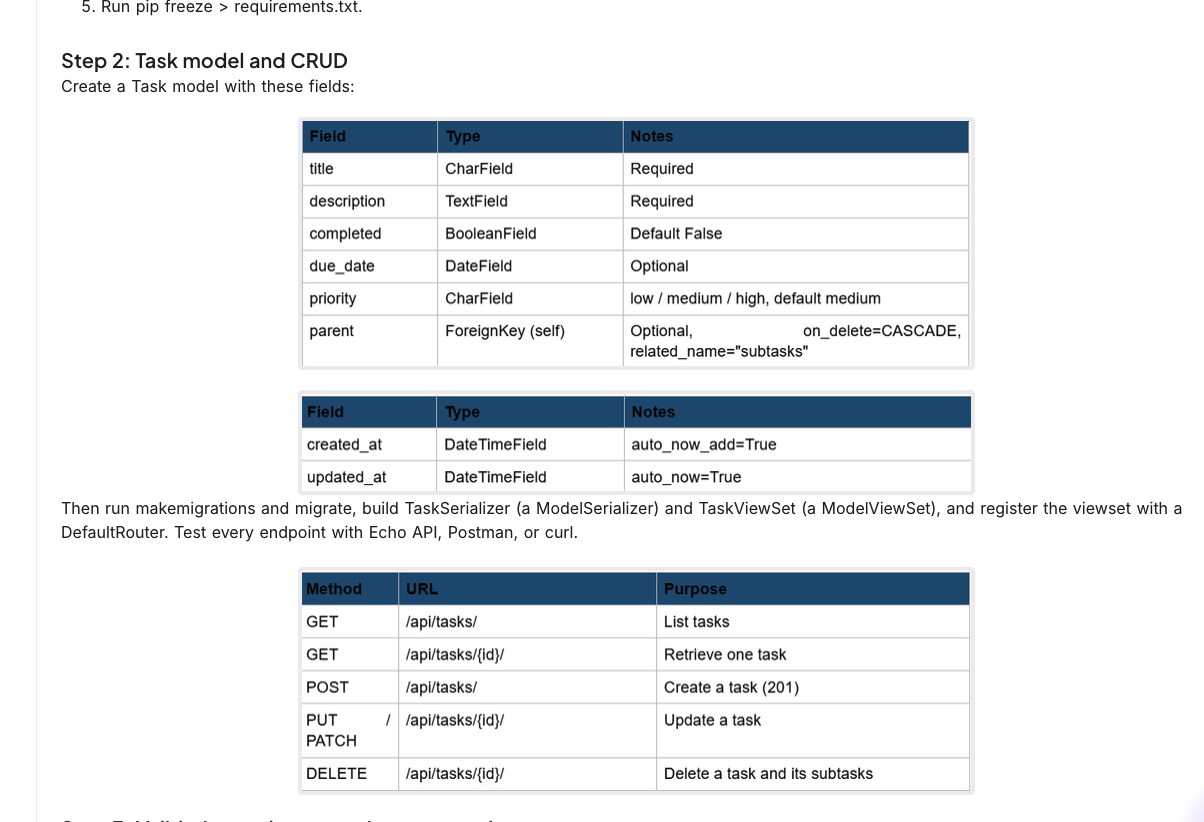 5. Run pip freeze > requirements.txt.
Step 2: Task model and CRUD
Create a Task model with these fields:
Field Type Notes
title CharField Required
description TextField Required
completed BooleanField Default False
due_date DateField Optional
priority CharField low / medium / high, default medium
parent ForeignKey (self) Optional, on_delete=CASCADE,
related_name="subtasks"
Field Type Notes
created_at DateTimeField auto_now_add=True
updated_at DateTimeField auto_now=True
Then run makemigrations and migrate, build TaskSerializer (a ModelSerializer) and TaskViewSet (a ModelViewSet), and register the viewset with a
DefaultRouter. Test every endpoint with Echo API, Postman, or curl.
Method URL Purpose
GET /api/tasks/ List tasks
GET /api/tasks/{id}/ Retrieve one task
POST /api/tasks/ Create a task (201)
PUT / /api/tasks/{id}/ Update a task
PATCH
DELETE /api/tasks/{id}/ Delete a task and its subtasks